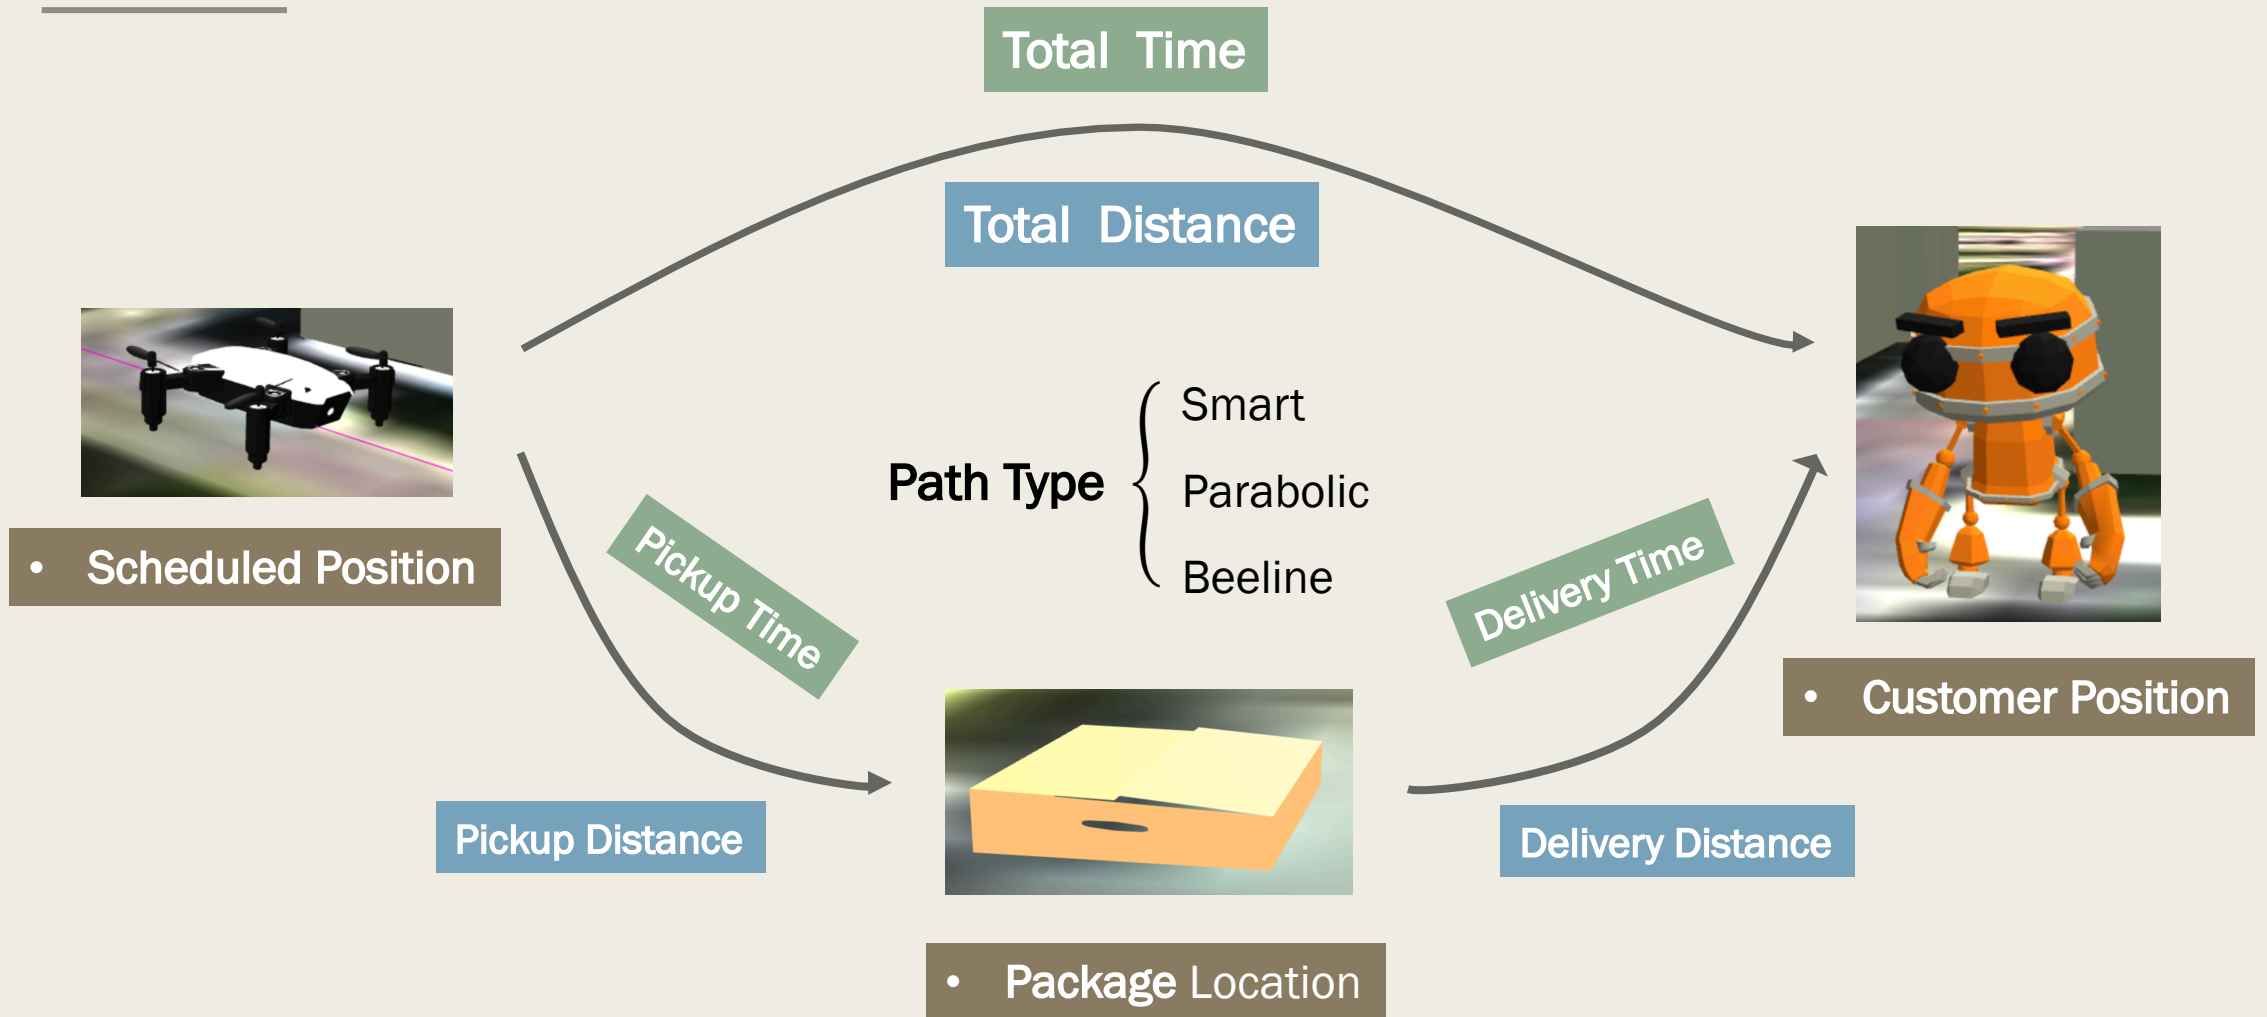 Total Time
Total Distance
Smart
Path Type
Parabolic
Beeline
• Scheduled Position
Pickup Time
Delivery Time
• Customer Position
Pickup Distance
Delivery Distance
• Package Location